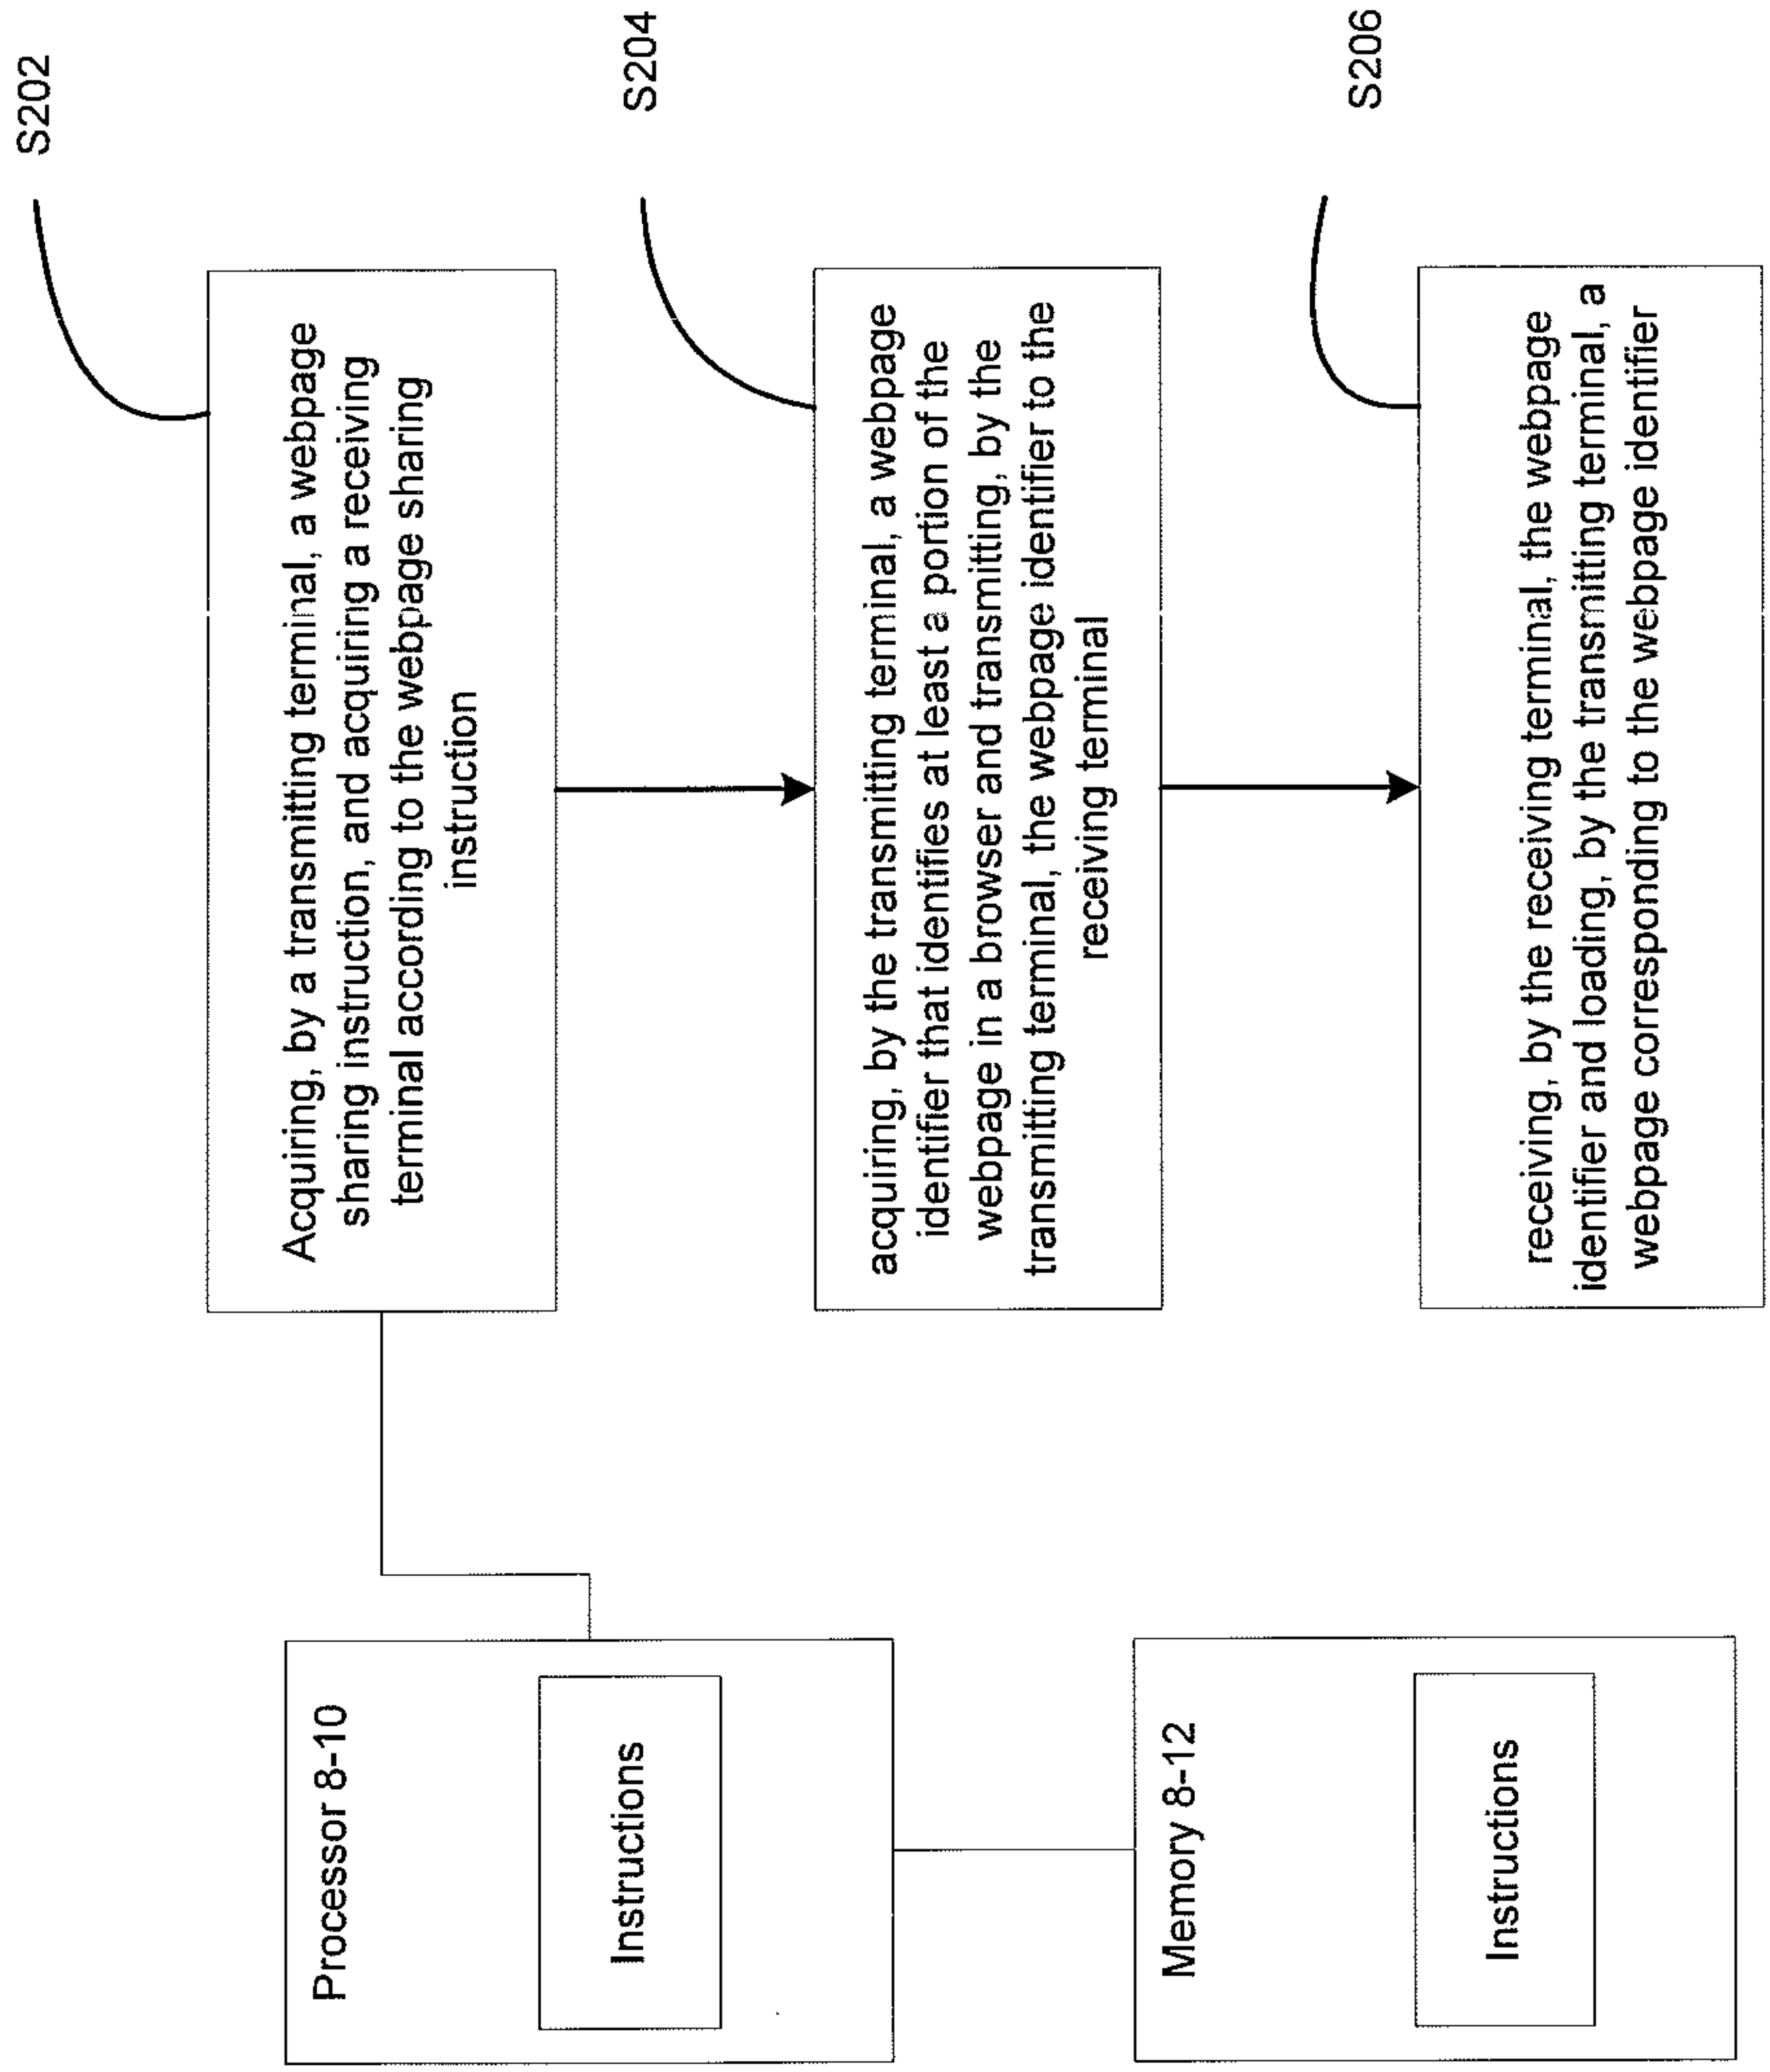 Processor 8-10
Instructions
Memory 8-12
Instructions
Acquiring, by a transmitting terminal, a webpage
sharing instruction, and acquiring a receiving
terminal according to the webpage sharing
instruction
S202
acquiring, by the transmitting terminal, a webpage
identifier that identifies at least a portion of the
webpage in a browser and transmitting, by the
transmitting terminal, the webpage identifier to the
receiving terminal
S204
receiving, by the receiving terminal, the webpage
identifier and loading, by the transmitting terminal, a
webpage corresponding to the webpage identifier
S206